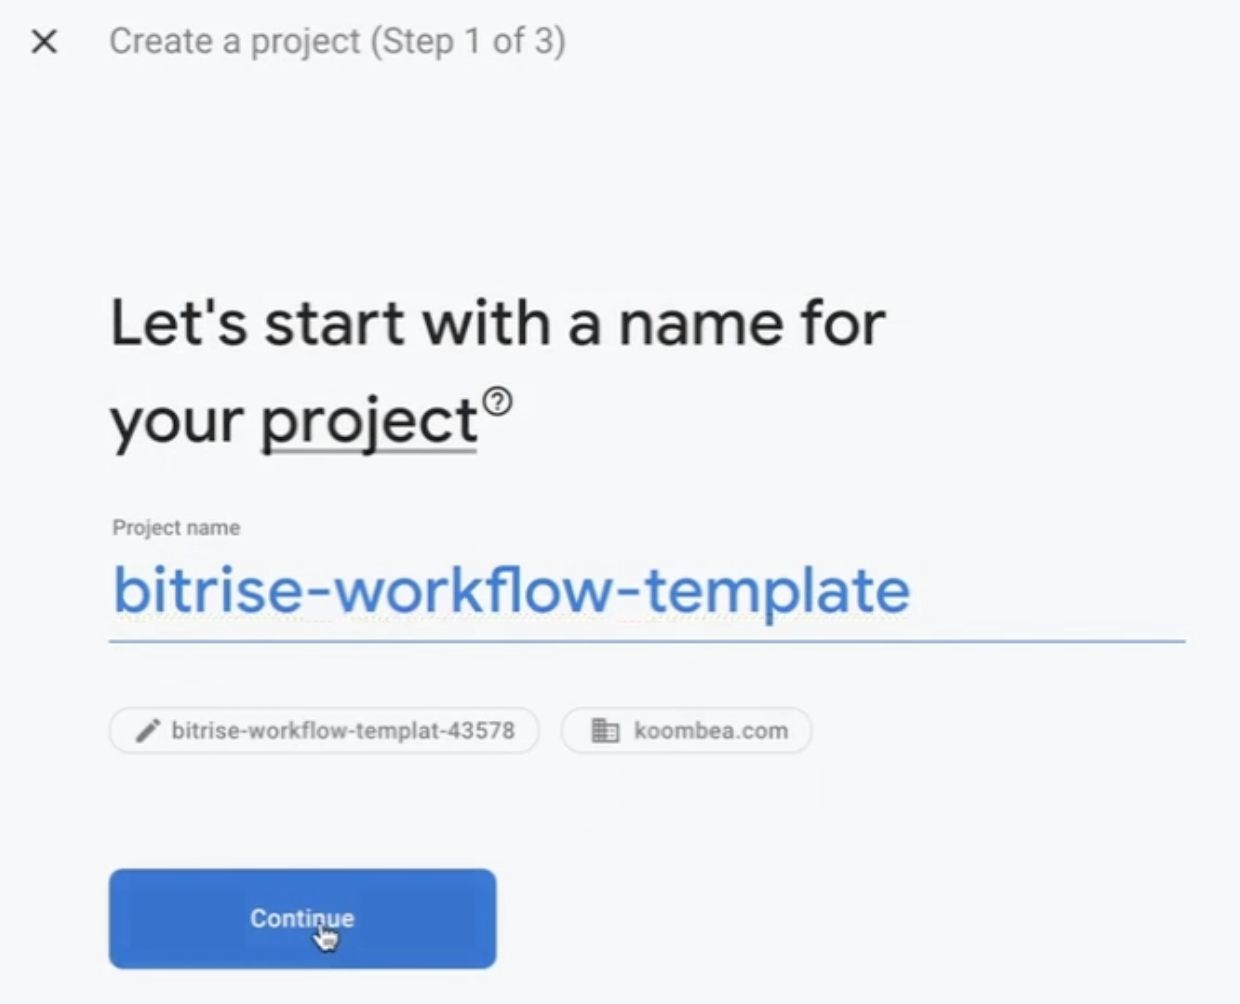 Create a project (Step 1 of 3)
Let's start with a name for
your project
Project name
bitrise-workflow-template
bitrise-workflow-templat-43578
koombea.com
Continue